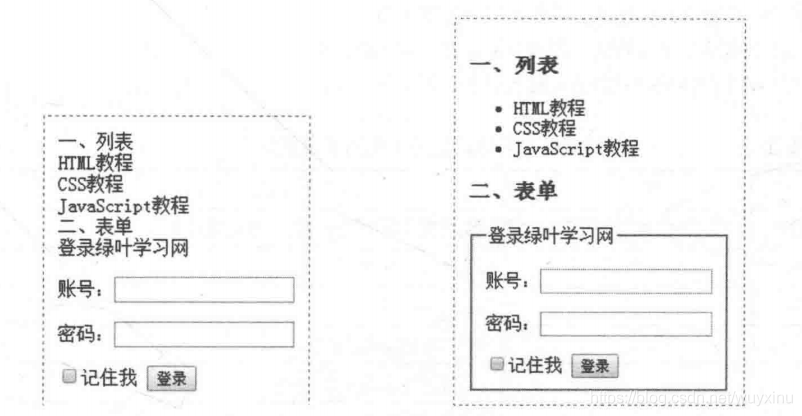 一、列表
HTML教程
CSS教程
JavaScript教程
二、表单
登录绿叶学习网
账号：
密码：
记住我 登录
一、列表
HTML教程
CSS教程
JavaScript教程
二、表单
登录绿叶学习网
账号：
密码：
记住我 登录
https://blog.csdn.net/wuyxinu